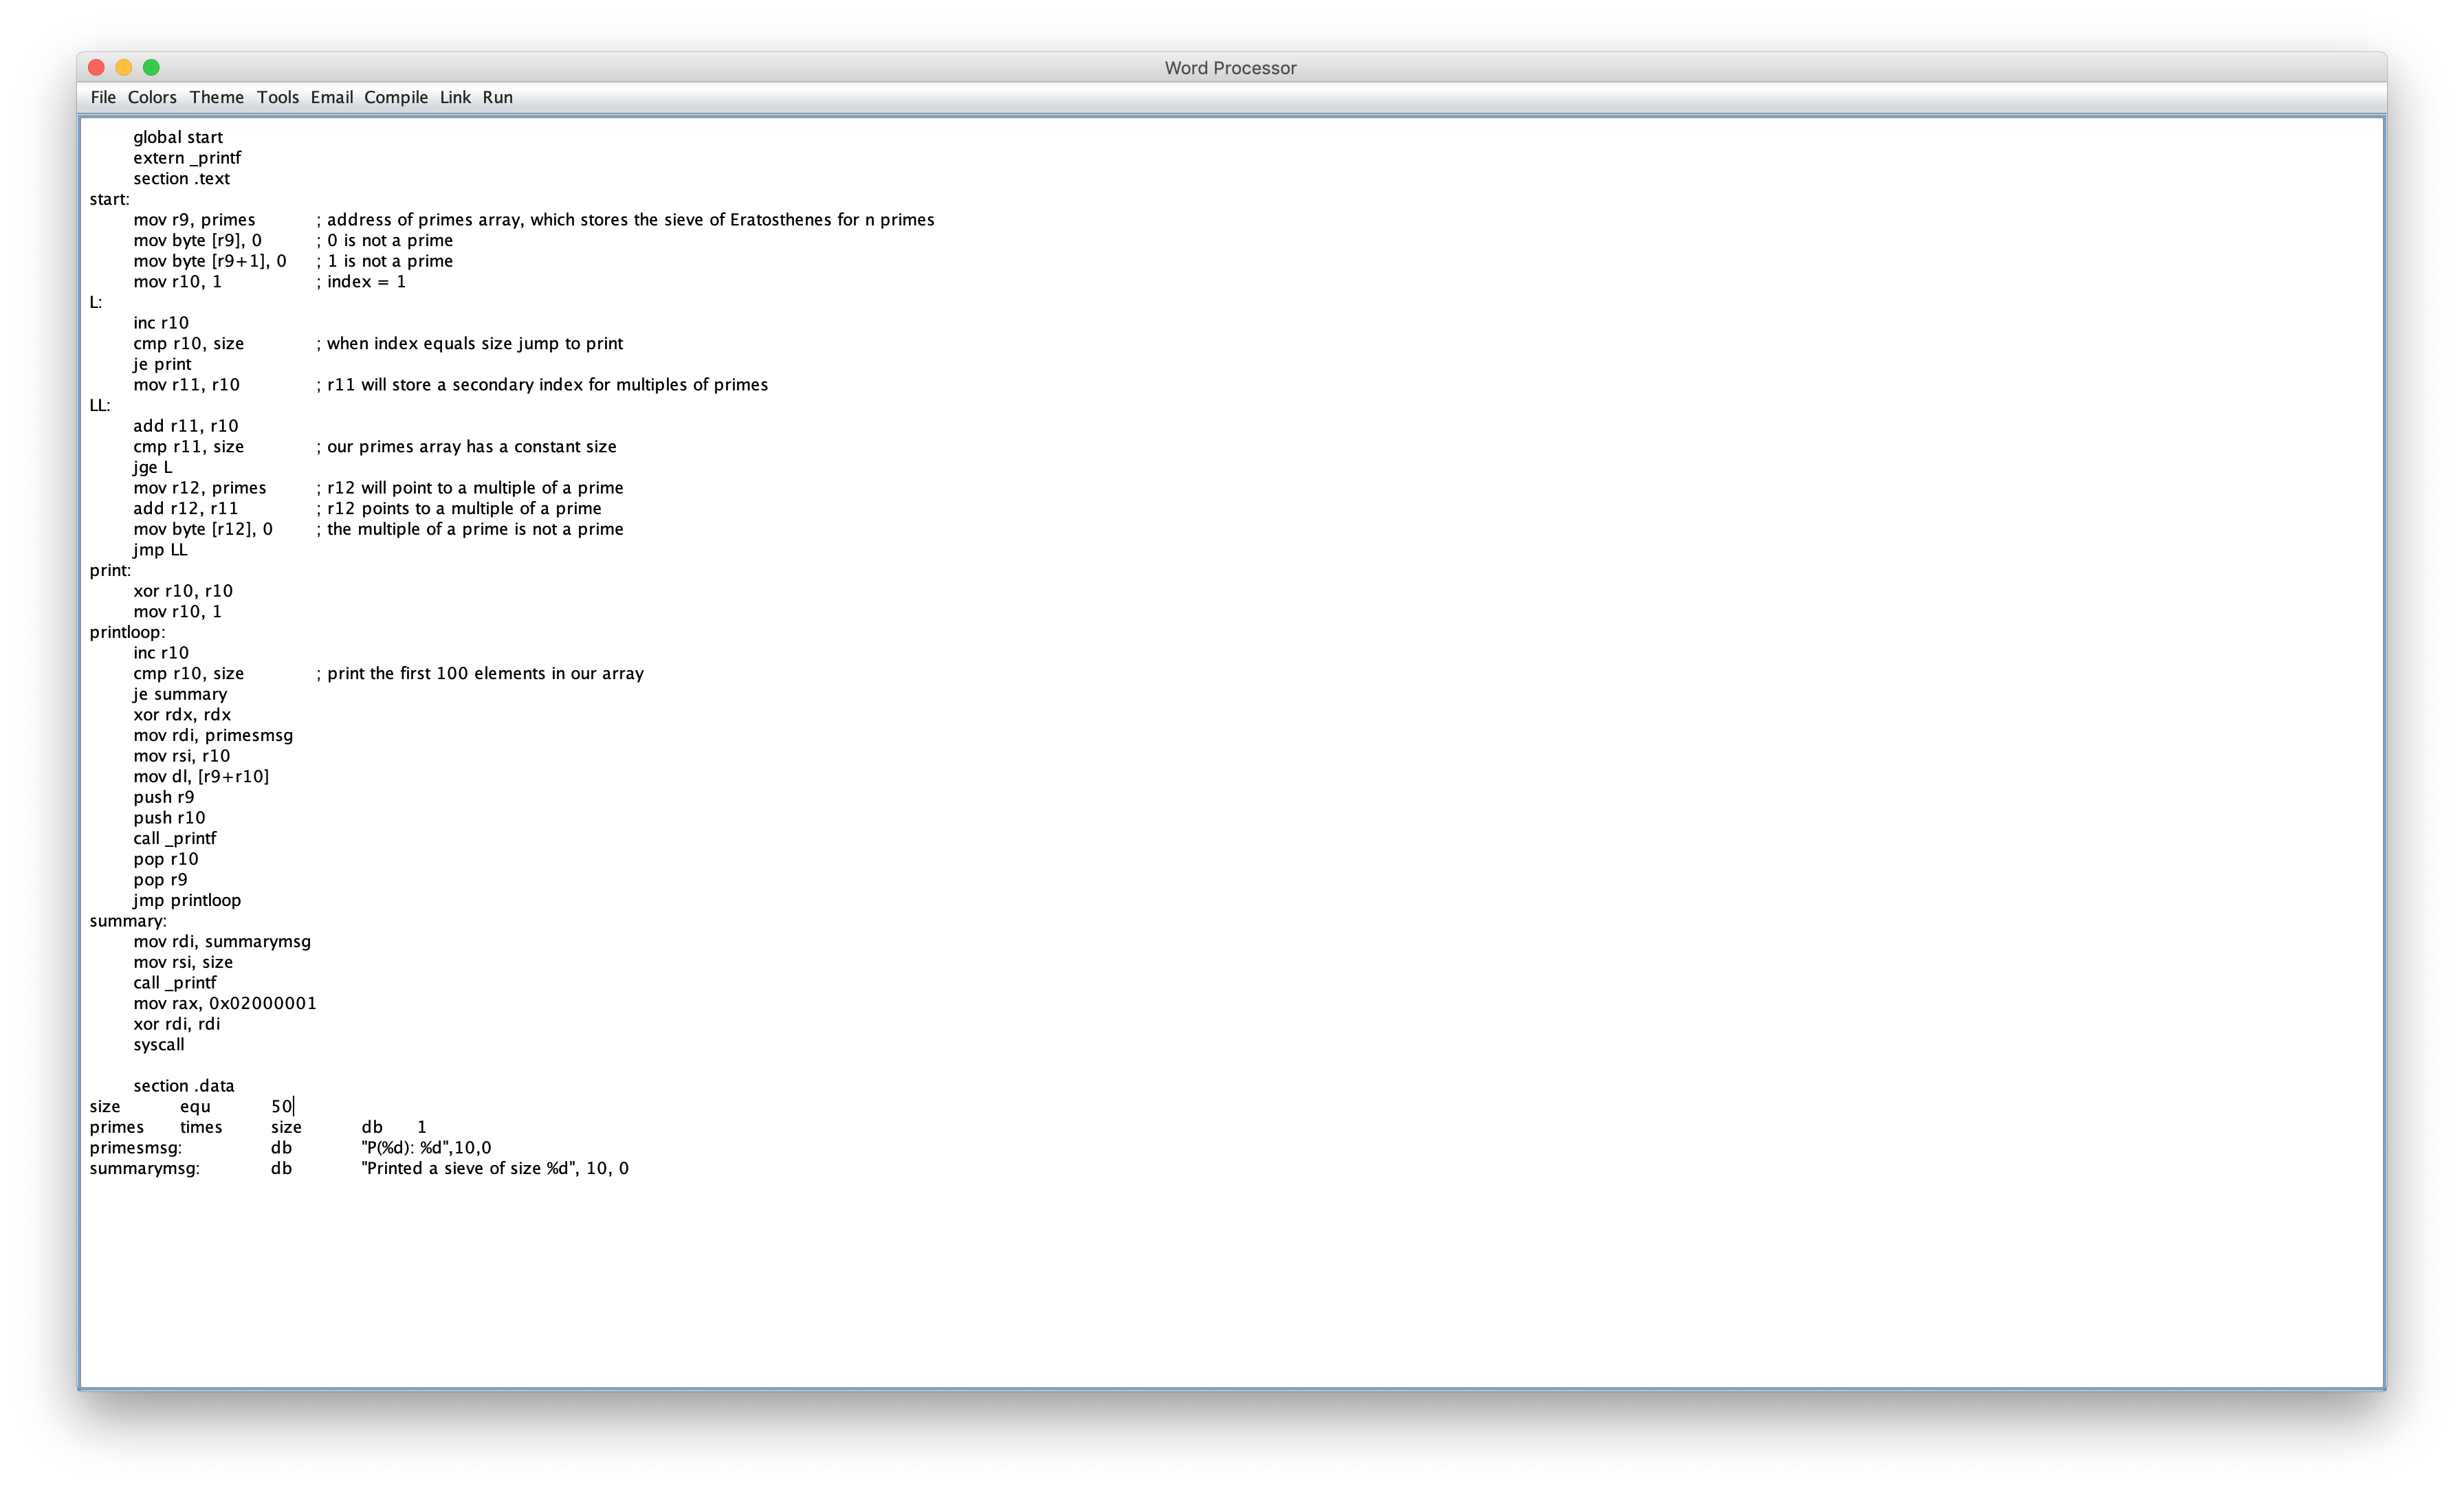 Word Processor
File Colors Theme Tools Email Compile Link Run
global start
extern _printf
section .text
start:
mov r9, primes ; address of primes array, which stores the sieve of Eratosthenes for n primes
mov byte [r9], 0 ; 0 is not a prime
mov byte [r9+1], 0 ; 1 is not a prime
mov r10, 1 ; index = 1
L:
inc r10
cmp r10, size ; when index equals size jump to print
je print
mov r11, r10 ; r11 will store a secondary index for multiples of primes
LL:
add r11, r10
cmp r11, size ; our primes array has a constant size
jge L
mov r12, primes ; r12 will point to a multiple of a prime
add r12, r11 ; r12 points to a multiple of a prime
mov byte [r12], 0 ; the multiple of a prime is not a prime
jmp LL
print:
xor r10, r10
mov r10, 1
printloop:
inc r10
cmp r10, size ; print the first 100 elements in our array
je summary
xor rdx, rdx
mov rdi, primesmsg
mov rsi, r10
mov dl, [r9+r10]
push r9
push r10
call _printf
pop r10
pop r9
jmp printloop
summary:
mov rdi, summarymsg
mov rsi, size
call _printf
mov rax, 0x02000001
xor rdi, rdi
syscall
section .data
size equ 50
primes times size db 1
primesmsg: db "P(%d): %d",10,0
summarymsg: db "Printed a sieve of size %d", 10, 0